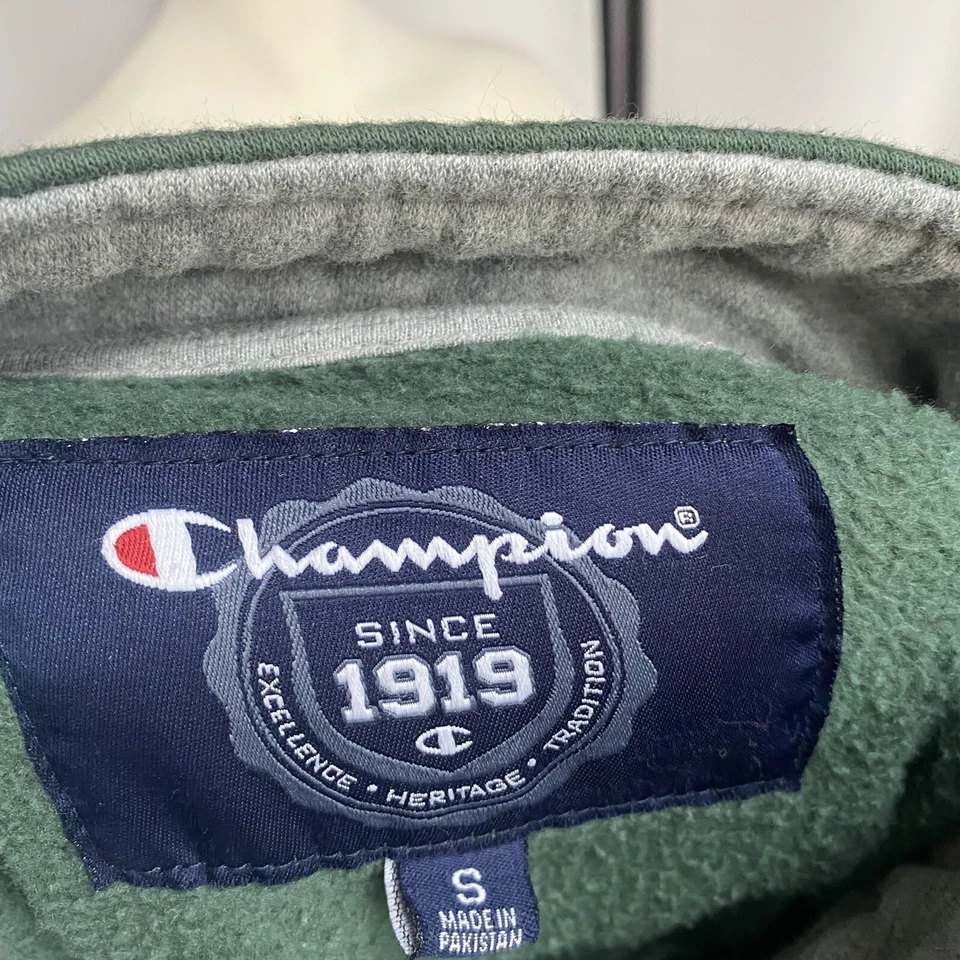 Champion®
SINCE
1919
EXCELLENCE • HERITAGE • TRADITION
S
MADE IN
PAKISTAN